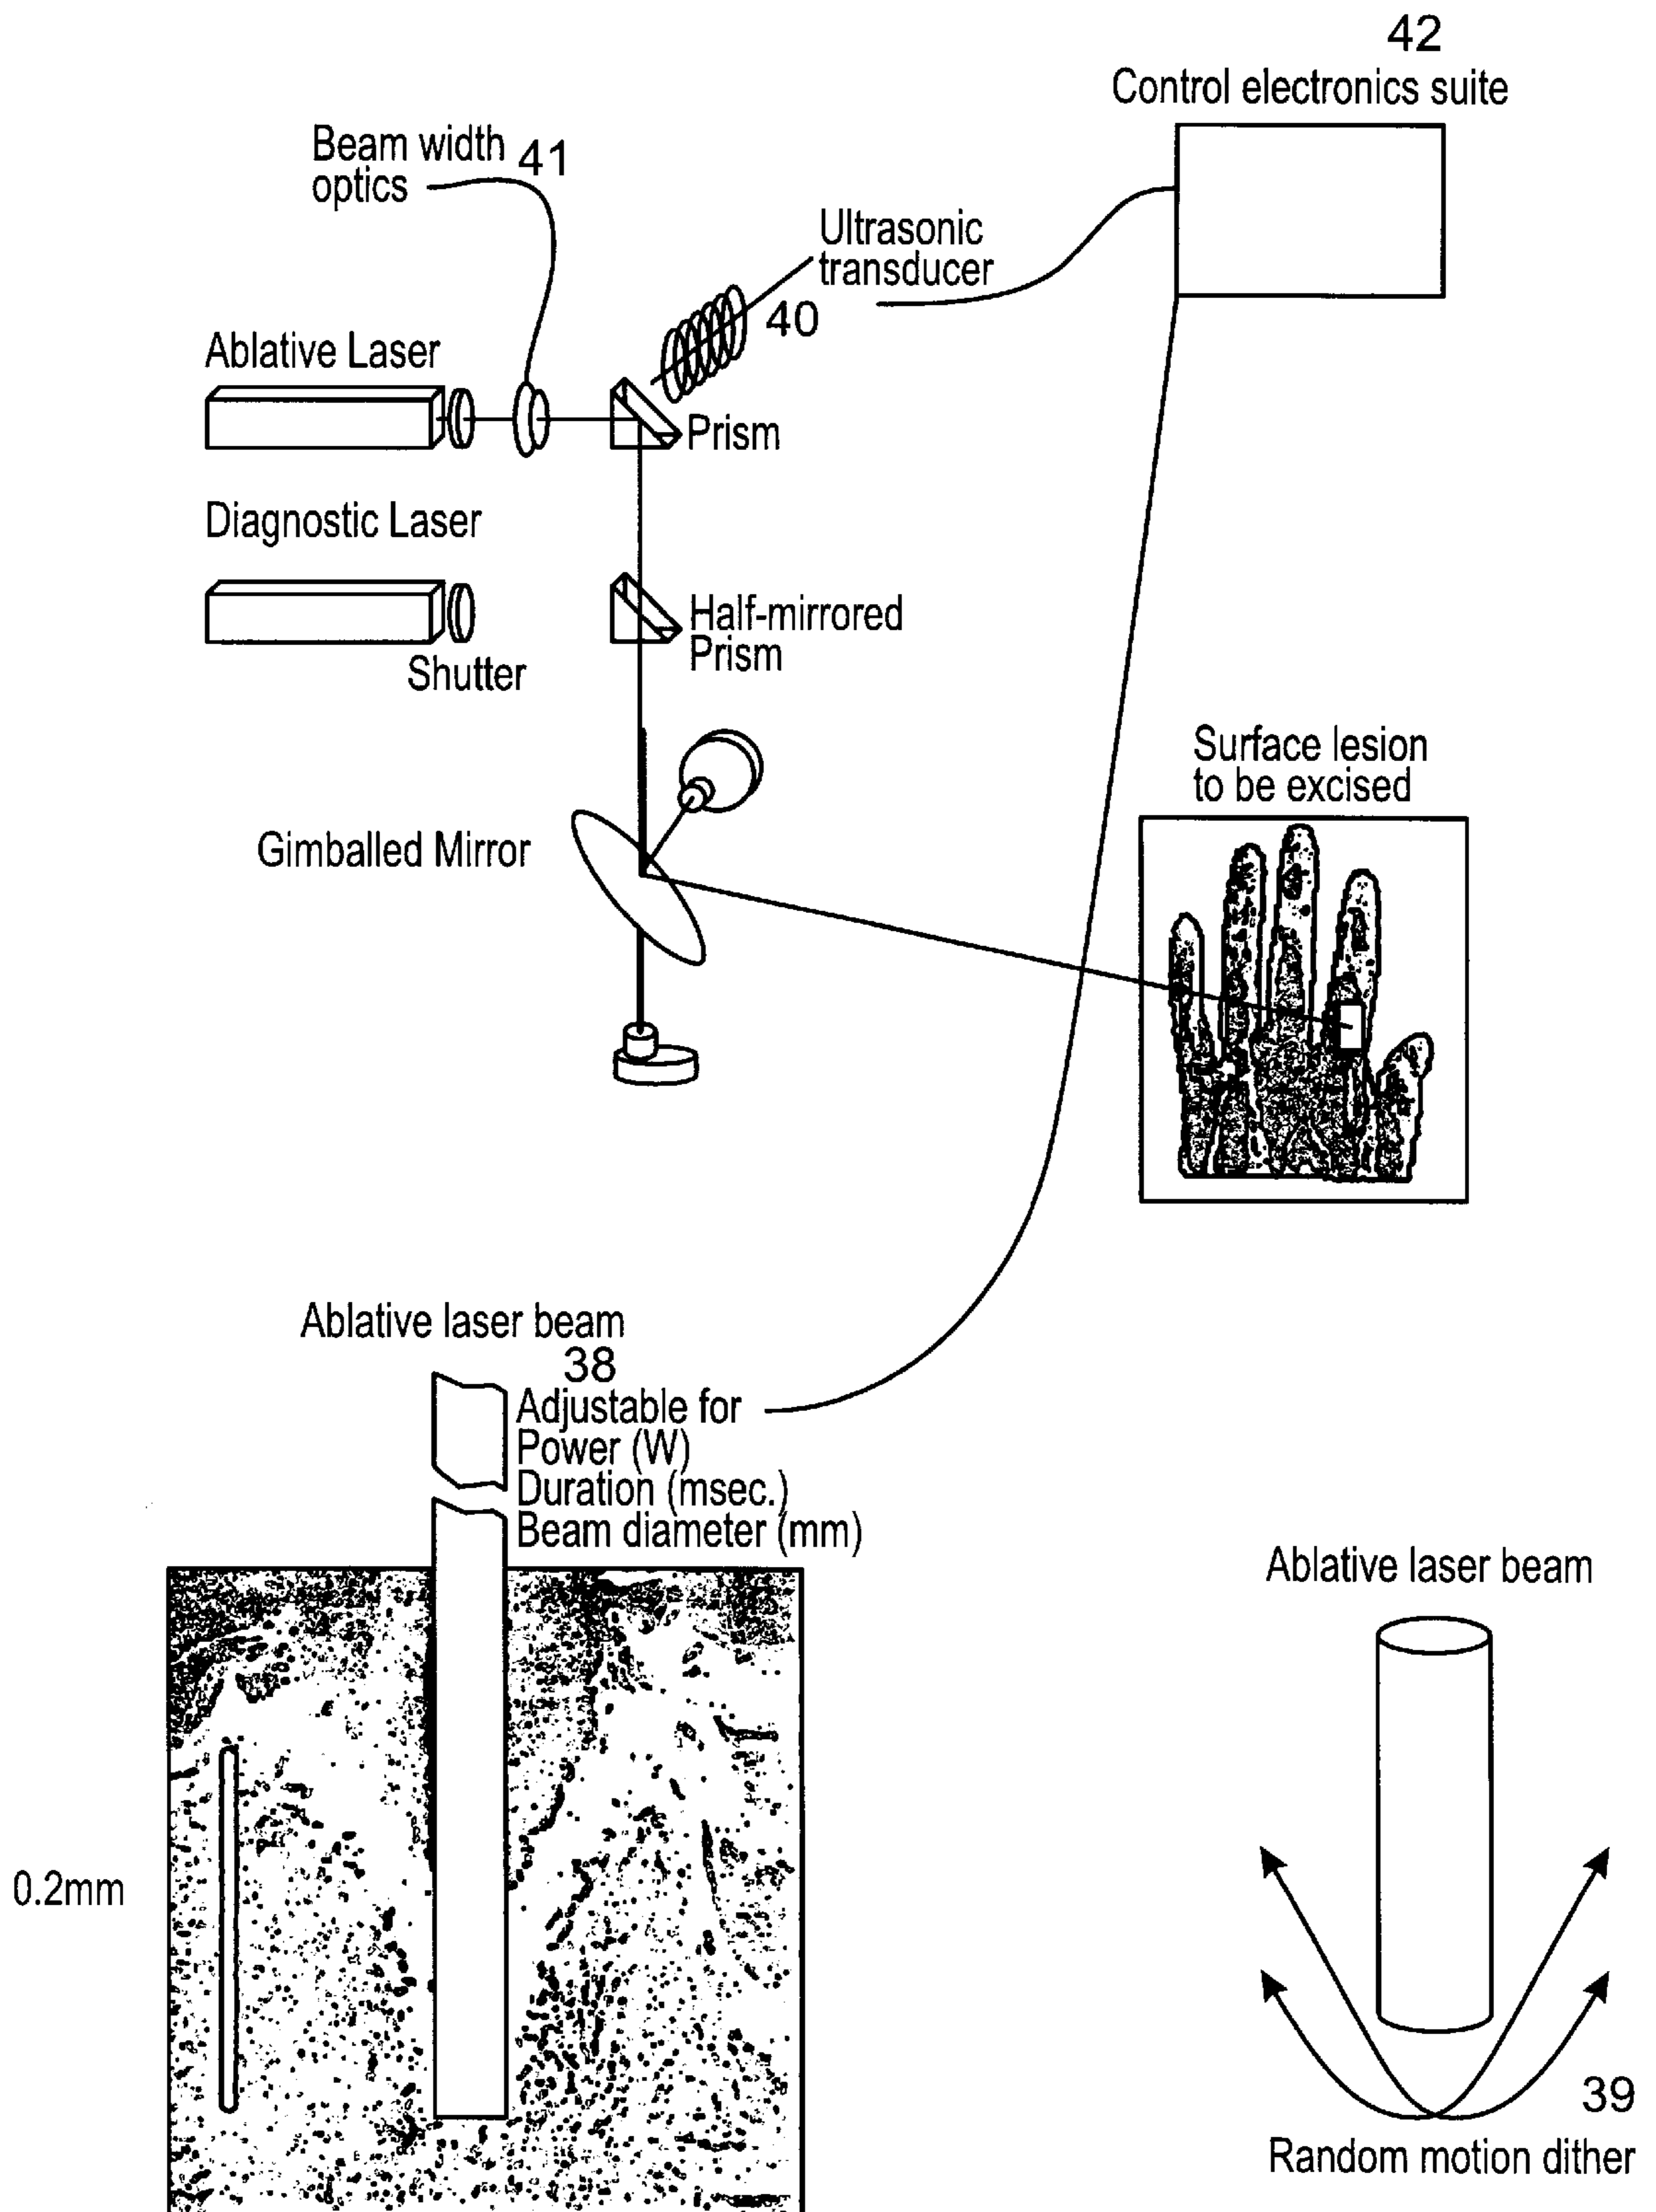 42
Control electronics suite
Beam width 41
optics
Ultrasonic
transducer
40
Ablative Laser
Prism
Diagnostic Laser
Half-mirrored
Prism
Shutter
Surface lesion
to be excised
Gimballed Mirror
Ablative laser beam
38
Adjustable for
Power (W)
Duration (msec.)
Beam diameter (mm)
Ablative laser beam
0.2mm
39
Random motion dither